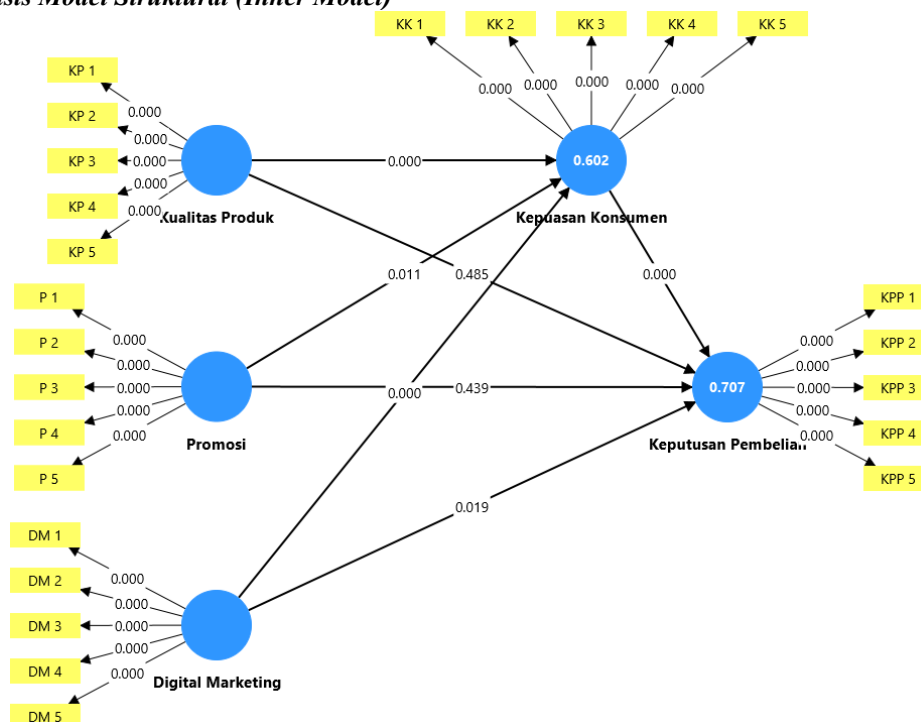 Model Struktural (Inner Model)
KK 1
KK 2
KK 3
KK 4
KK 5
0.000
0.000
0.000
0.000
0.000
KP 1
KP 2
KP 3
KP 4
KP 5
0.000
0.000
0.000
0.000
0.000
Kualitas Produk
0.000
0.602
Kepuasan Konsumen
0.011
0.485
0.000
P 1
P 2
P 3
P 4
P 5
0.000
0.000
0.000
0.000
0.000
Promosi
0.000
0.439
0.707
Keputusan Pembelian
KPP 1
KPP 2
KPP 3
KPP 4
KPP 5
0.000
0.000
0.000
0.000
0.000
0.019
DM 1
DM 2
DM 3
DM 4
DM 5
0.000
0.000
0.000
0.000
0.000
Digital Marketing